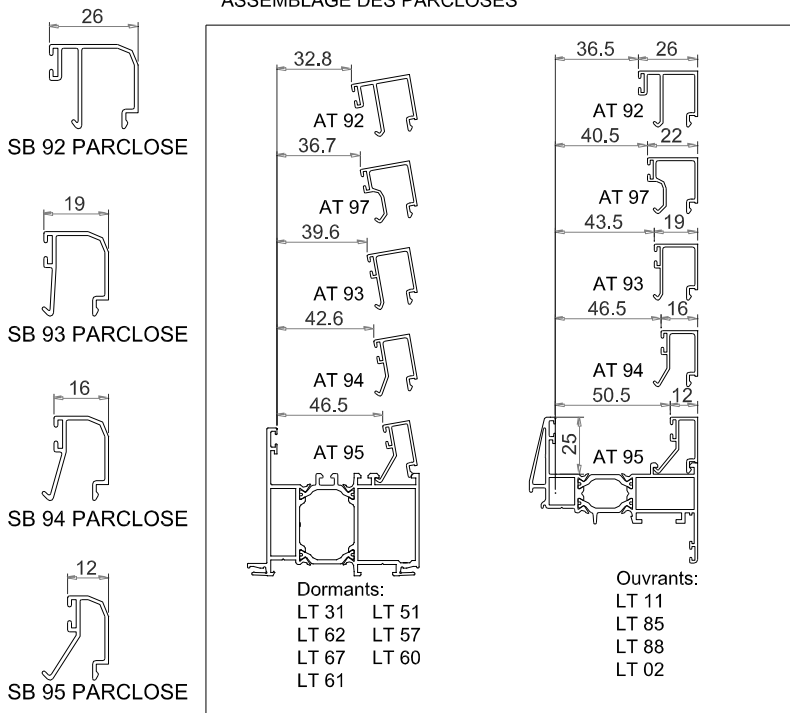 ASSEMBLAGE DES PARCLOSES
26
SB 92 PARCLOSE
19
SB 93 PARCLOSE
16
SB 94 PARCLOSE
12
SB 95 PARCLOSE
32.8
AT 92
36.7
AT 97
39.6
AT 93
42.6
AT 94
46.5
AT 95
Dormants:
LT 31 LT 51
LT 62 LT 57
LT 67 LT 60
LT 61
36.5 26
AT 92
40.5 22
AT 97
43.5 19
AT 93
46.5 16
AT 94
50.5 12
25
AT 95
Ouvrants:
LT 11
LT 85
LT 88
LT 02